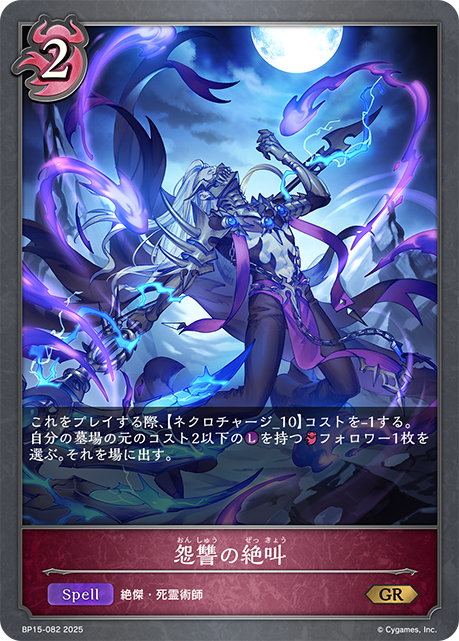 2
これをプレイする際、【ネクロチャージ_10】コストを-1する。
自分の墓場の元のコスト2以下のLを持つフォロワー1枚を
選ぶ。それを場に出す。
おんしゅう ぜっきょう
怨讐の絶叫
Spell 絶傑・死霊術師 GR
BP15-082 2025 © Cygames, Inc.